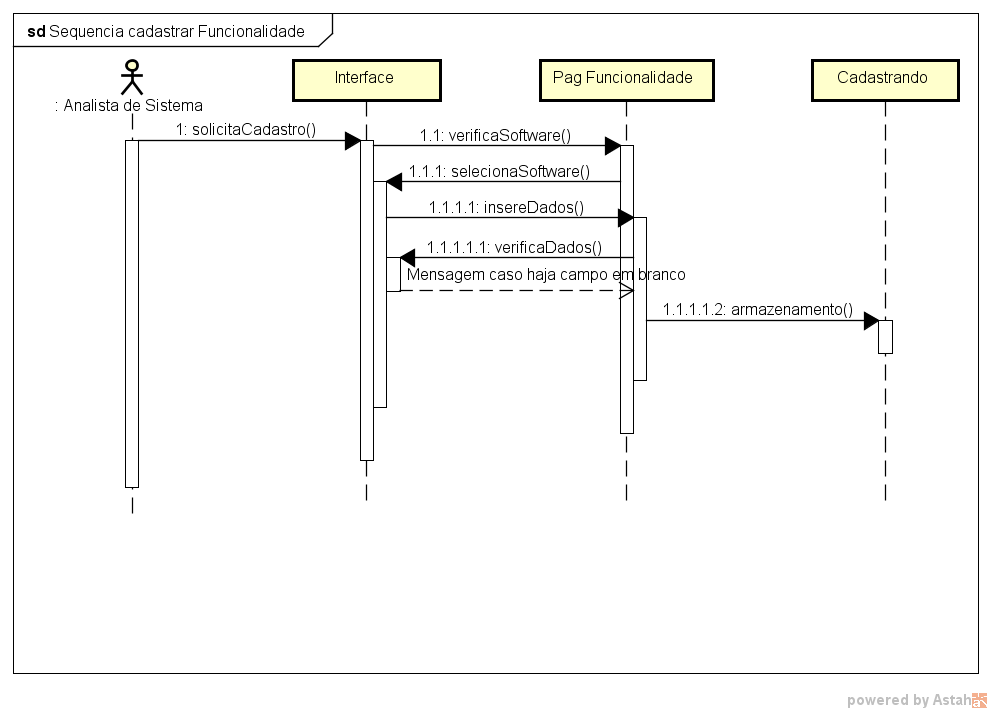 sd Sequencia cadastrar Funcionalidade
: Analista de Sistema
Interface
Pag Funcionalidade
Cadastrando
1: solicitaCadastro()
1.1: verificaSoftware()
1.1.1: selecionaSoftware()
1.1.1.1: insereDados()
1.1.1.1.1: verificaDados()
Mensagem caso haja campo em branco
1.1.1.1.2: armazenamento()
powered by Astah